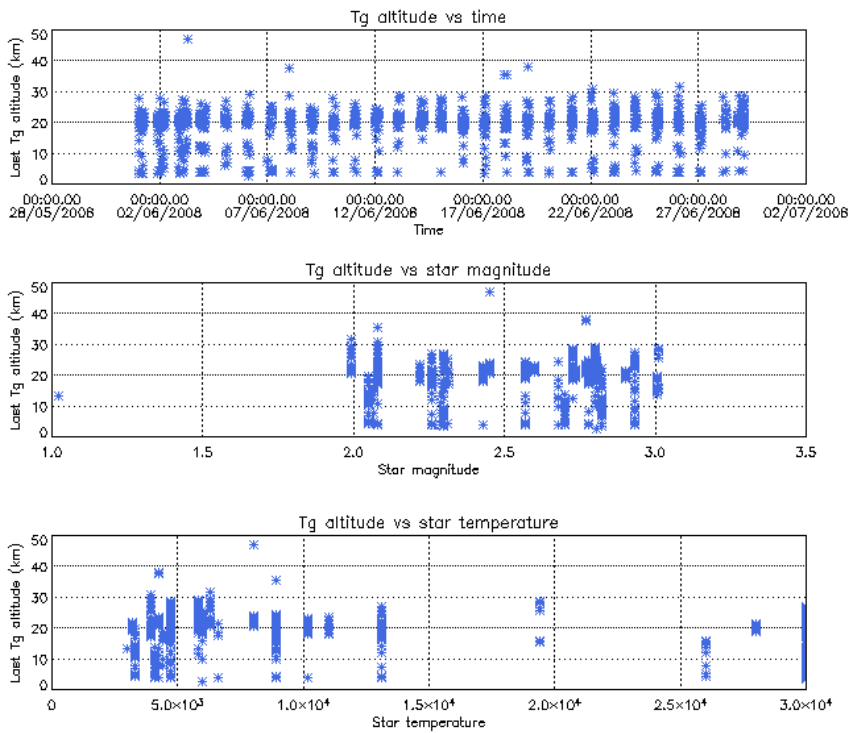 Tg altitude vs time
Last Tg altitude (km)
50
40
30
20
10
0
00:00.00 00:00.00 00:00.00 00:00.00 00:00.00 00:00.00 00:00.00 00:00.00
28/05/2008 02/06/2008 07/06/2008 12/06/2008 17/06/2008 22/06/2008 27/06/2008 02/07/2008
Time
Tg altitude vs star magnitude
Last Tg altitude (km)
50
40
30
20
10
0
1.0 1.5 2.0 2.5 3.0 3.5
Star magnitude
Tg altitude vs star temperature
Last Tg altitude (km)
50
40
30
20
10
0
0 5.0×10³ 1.0×10⁴ 1.5×10⁴ 2.0×10⁴ 2.5×10⁴ 3.0×10⁴
Star temperature